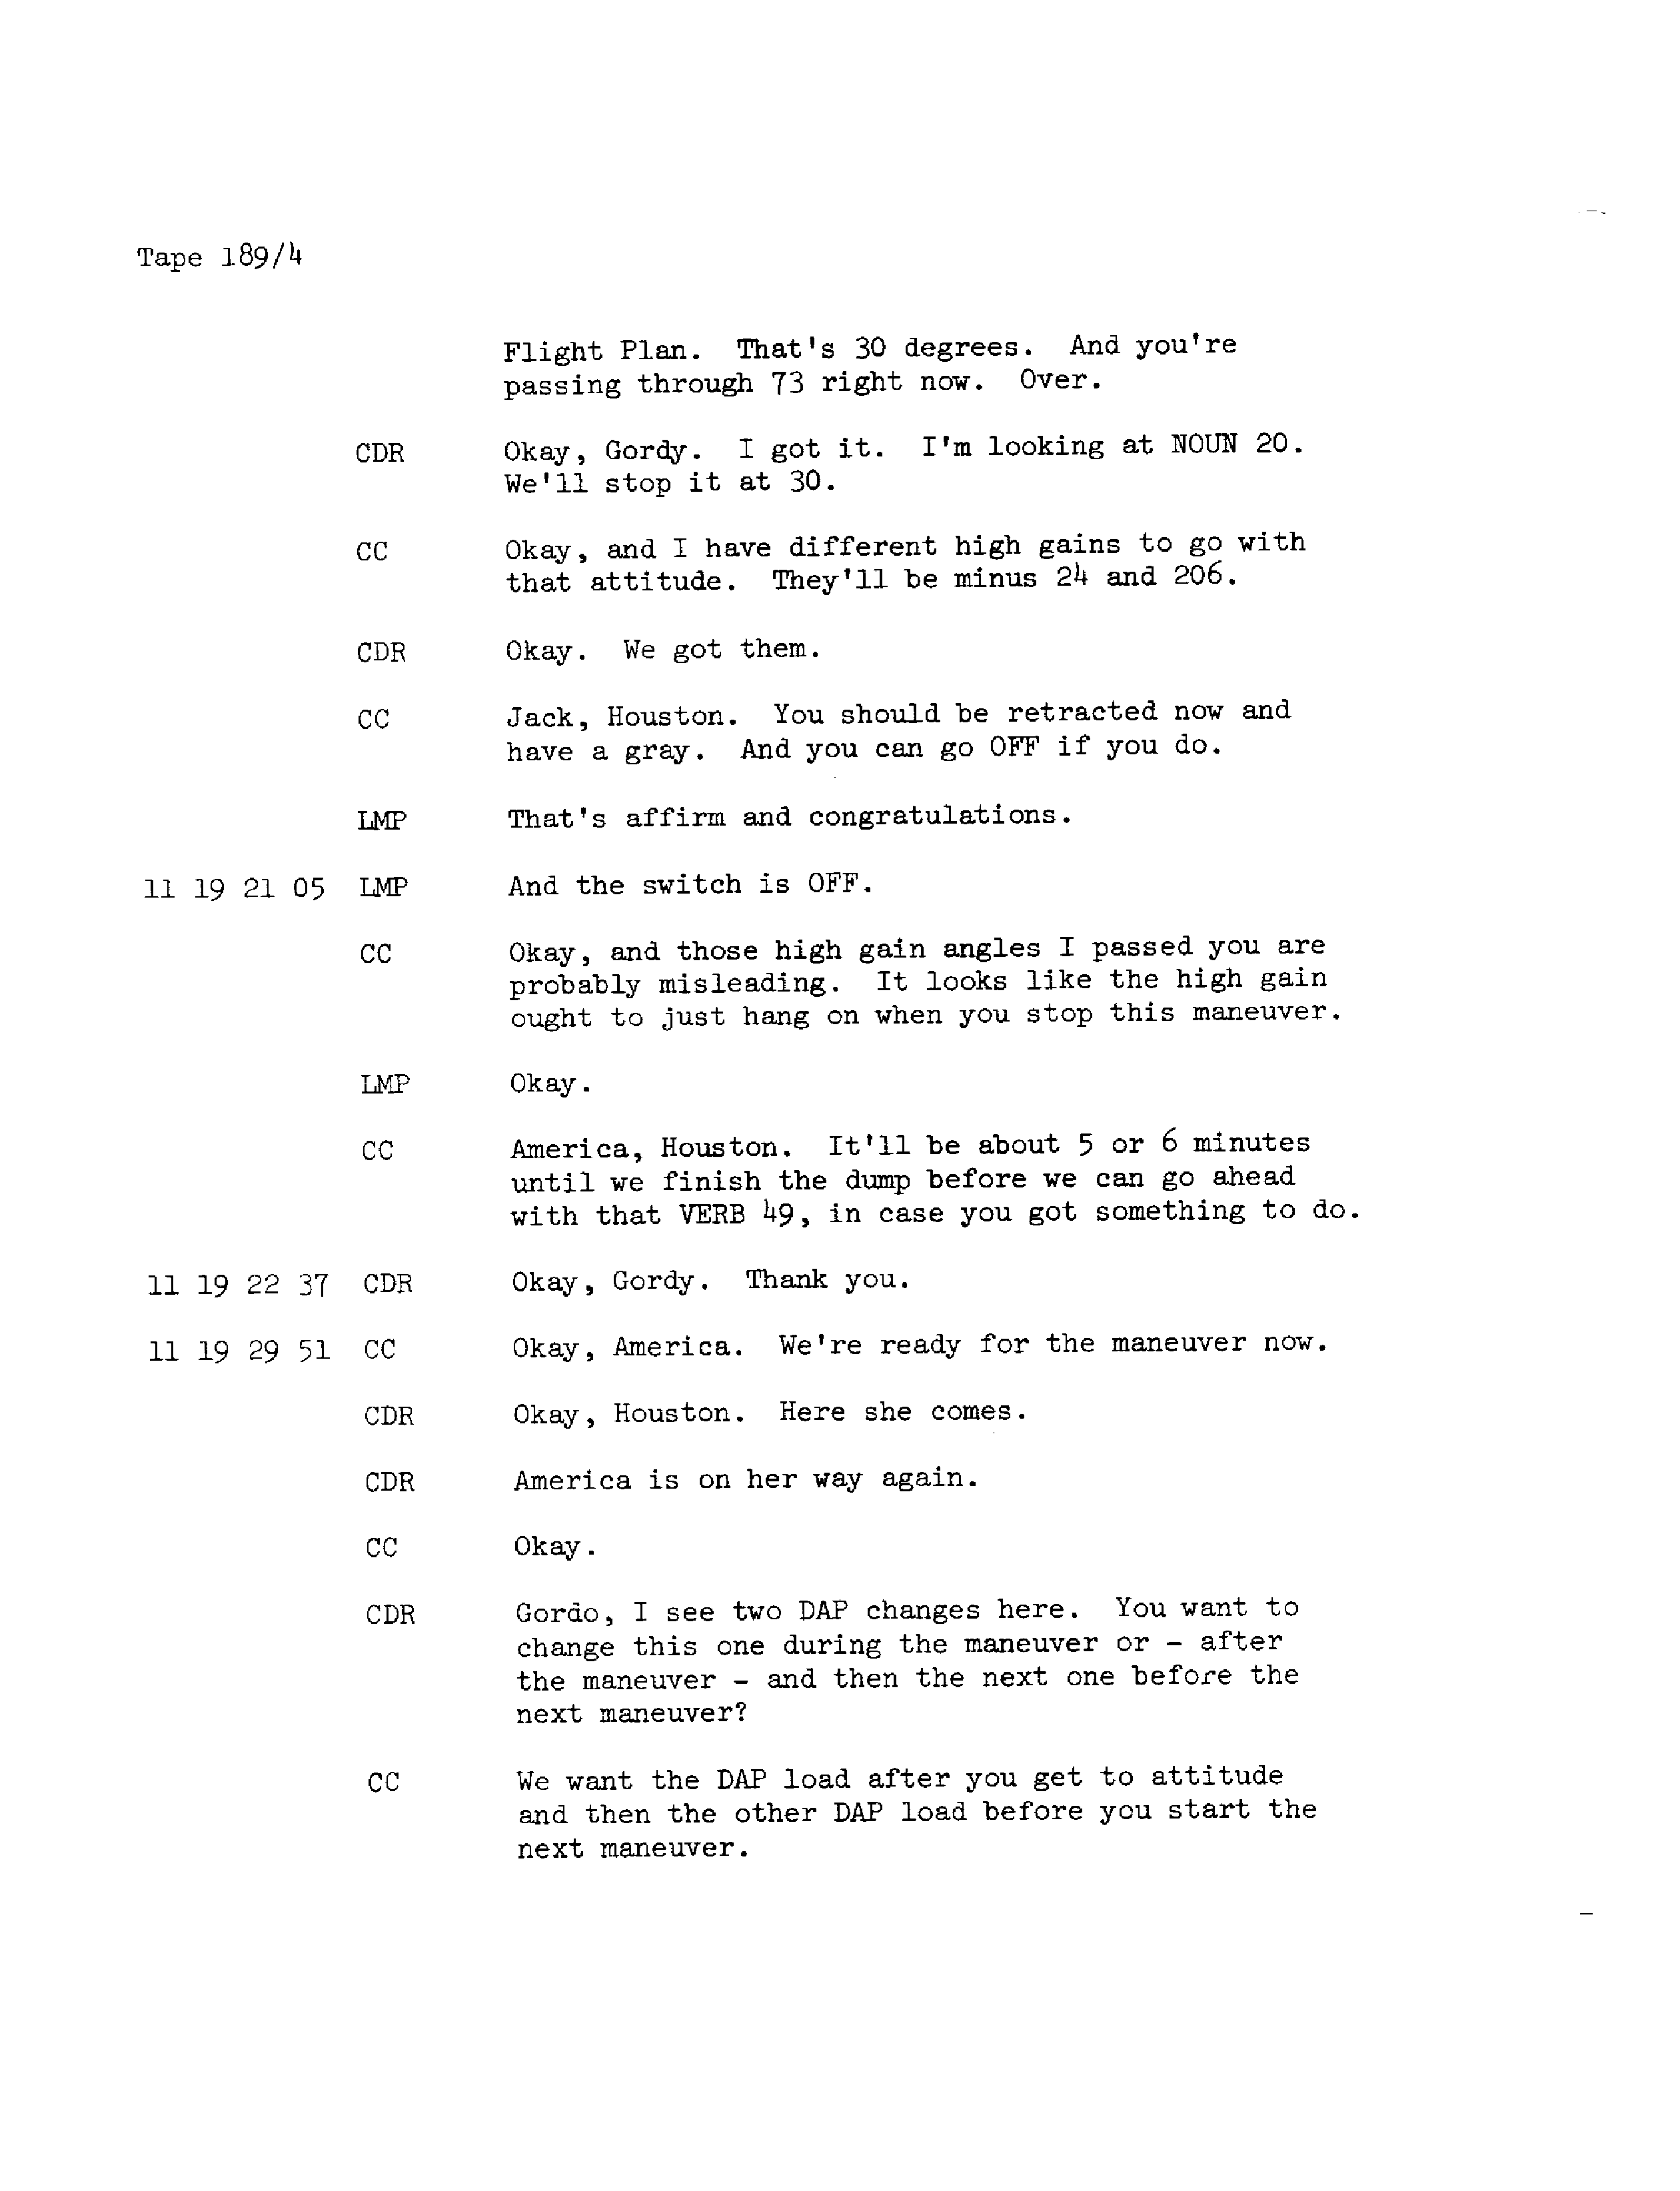 Tape 189/4
Flight Plan. That's 30 degrees. And you're
passing through 73 right now. Over.
CDR Okay, Gordy. I got it. I'm looking at NOUN 20.
We'll stop it at 30.
CC Okay, and I have different high gains to go with
that attitude. They'll be minus 24 and 206.
CDR Okay. We got them.
CC Jack, Houston. You should be retracted now and
have a gray. And you can go OFF if you do.
LMP That's affirm and congratulations.
11 19 21 05 LMP And the switch is OFF.
CC Okay, and those high gain angles I passed you are
probably misleading. It looks like the high gain
ought to just hang on when you stop this maneuver.
LMP Okay.
CC America, Houston. It'll be about 5 or 6 minutes
until we finish the dump before we can go ahead
with that VERB 49, in case you got something to do.
11 19 22 37 CDR Okay, Gordy. Thank you.
11 19 29 51 CC Okay, America. We're ready for the maneuver now.
CDR Okay, Houston. Here she comes.
CDR America is on her way again.
CC Okay.
CDR Gordo, I see two DAP changes here. You want to
change this one during the maneuver or - after
the maneuver - and then the next one before the
next maneuver?
CC We want the DAP load after you get to attitude
and then the other DAP load before you start the
next maneuver.